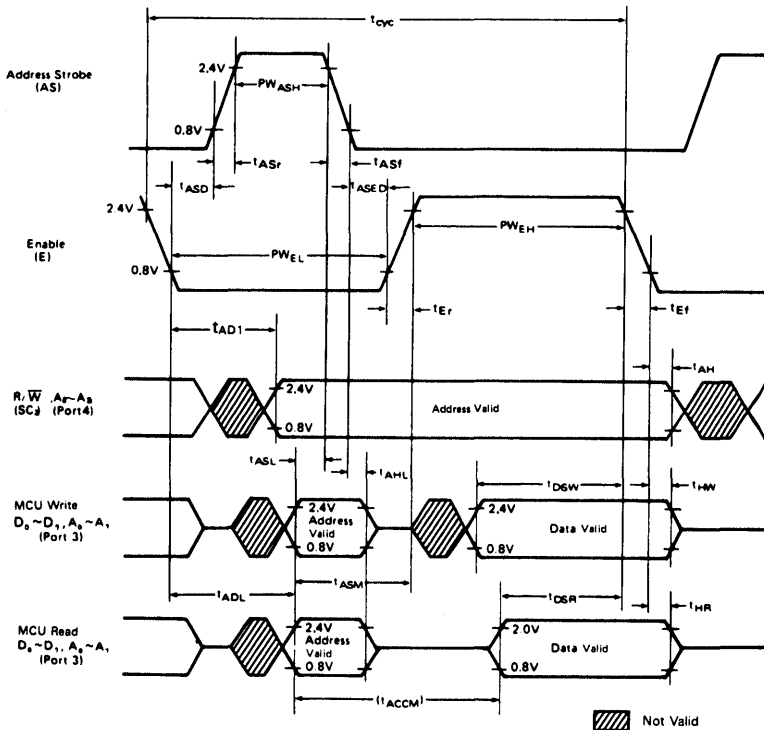 tcyc
Address Strobe
(AS)
2.4V
PWASH
0.8V
tASr
tASf
tASD
tASED
2.4V
Enable
(E)
PWEH
PWEL
0.8V
tEr
tEf
tAD1
tAH
R/W̅
(Port4)
2.4V
Address Valid
0.8V
tASL
tAHL
tDSW
tHW
MCU Write
D₀~D₇, A₀~A₇
(Port 3)
2.4V
Address
Valid
0.8V
2.4V
Data Valid
0.8V
tADL
tASM
tDSR
tHR
MCU Read
D₀~D₇, A₀~A₇
(Port 3)
2.4V
Address
Valid
0.8V
2.0V
Data Valid
0.8V
(tACCM)
Not Valid